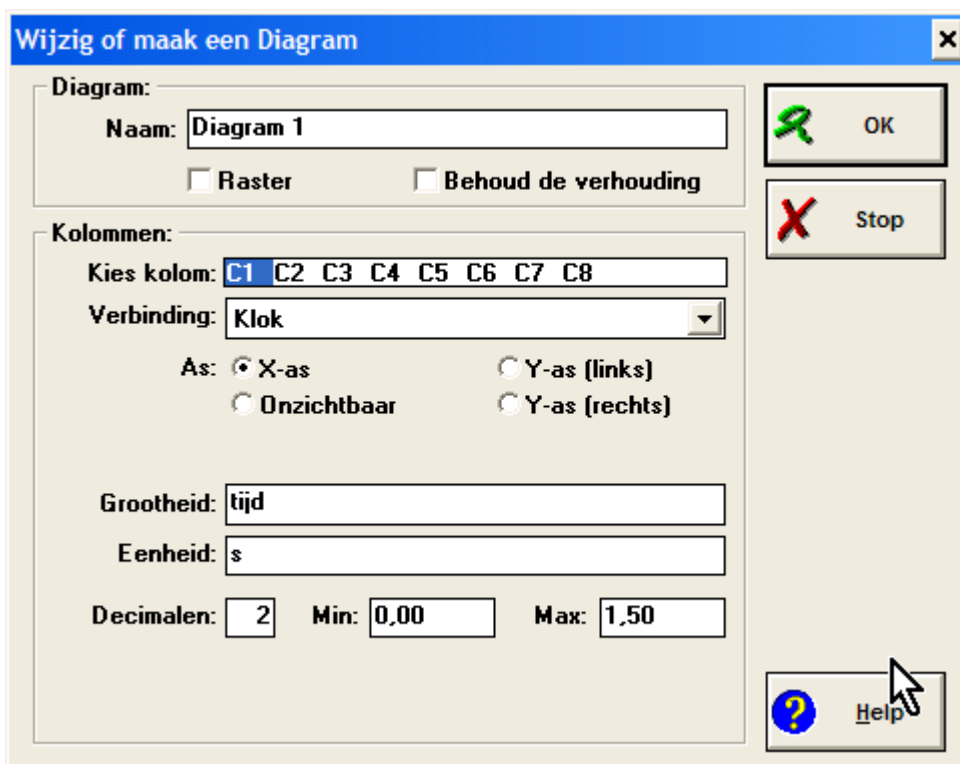 Wijzig of maak een Diagram
Diagram:
Naam: Diagram 1
Raster Behoud de verhouding
OK
Stop
Kolommen:
Kies kolom: C1 C2 C3 C4 C5 C6 C7 C8
Verbinding: Klok
As: X-as Y-as (links)
Onzichtbaar Y-as (rechts)
Grootheid: tijd
Eenheid: s
Decimalen: 2 Min: 0,00 Max: 1,50
? Help